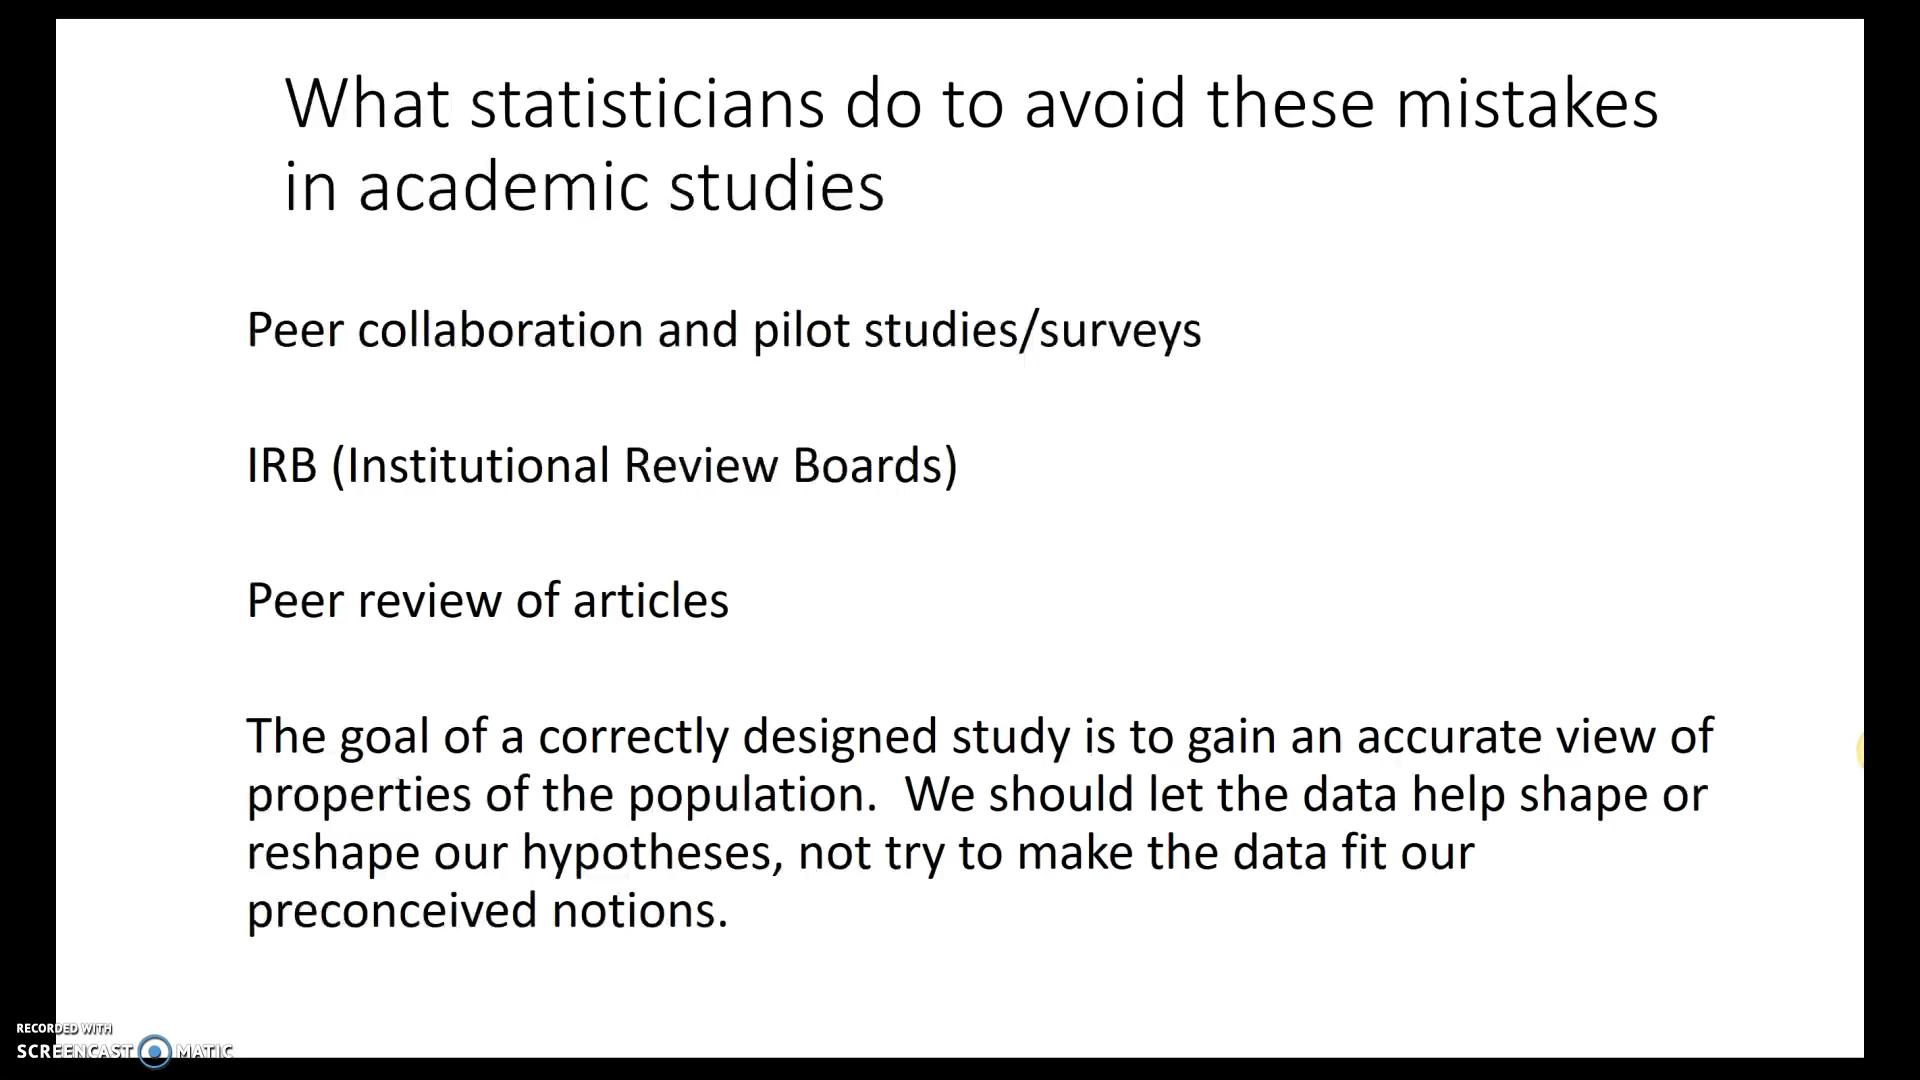 What statisticians do to avoid these mistakes
in academic studies
Peer collaboration and pilot studies/surveys
IRB (Institutional Review Boards)
Peer review of articles
The goal of a correctly designed study is to gain an accurate view of
properties of the population.  We should let the data help shape or
reshape our hypotheses, not try to make the data fit our
preconceived notions.
RECORDED WITH
SCREENCAST MATIC